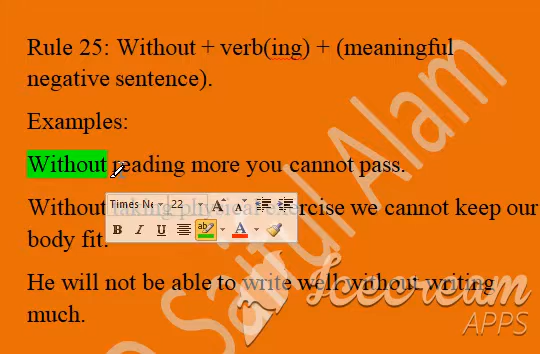 Rule 25: Without + verb(ing) + (meaningful
negative sentence).
Examples:
Without reading more you cannot pass.
Times Ne 22
Without taking physical exercise we cannot keep our
body fit.
He will not be able to write well without writing
much.
Saiful Alam
Icecream
APPS